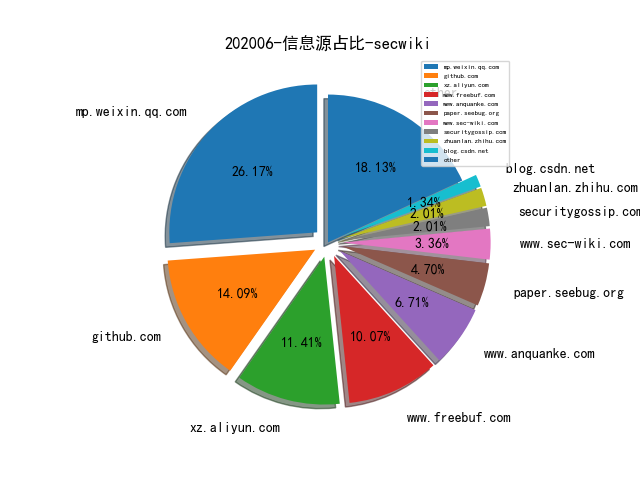 202006-信息源占比-secwiki
mp.weixin.qq.com
github.com
xz.aliyun.com
www.freebuf.com
www.anquanke.com
paper.seebug.org
www.sec-wiki.com
securitygossip.com
zhuanlan.zhihu.com
blog.csdn.net
other
mp.weixin.qq.com
26.17%
18.13%
blog.csdn.net
1.34%
zhuanlan.zhihu.com
2.01%
securitygossip.com
2.01%
www.sec-wiki.com
3.36%
paper.seebug.org
4.70%
www.anquanke.com
6.71%
www.freebuf.com
10.07%
xz.aliyun.com
11.41%
github.com
14.09%